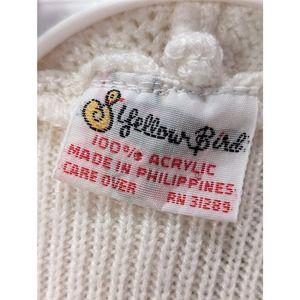 Yellow Bird
100% ACRYLIC
MADE IN PHILIPPINES
CARE OVER RN 31289